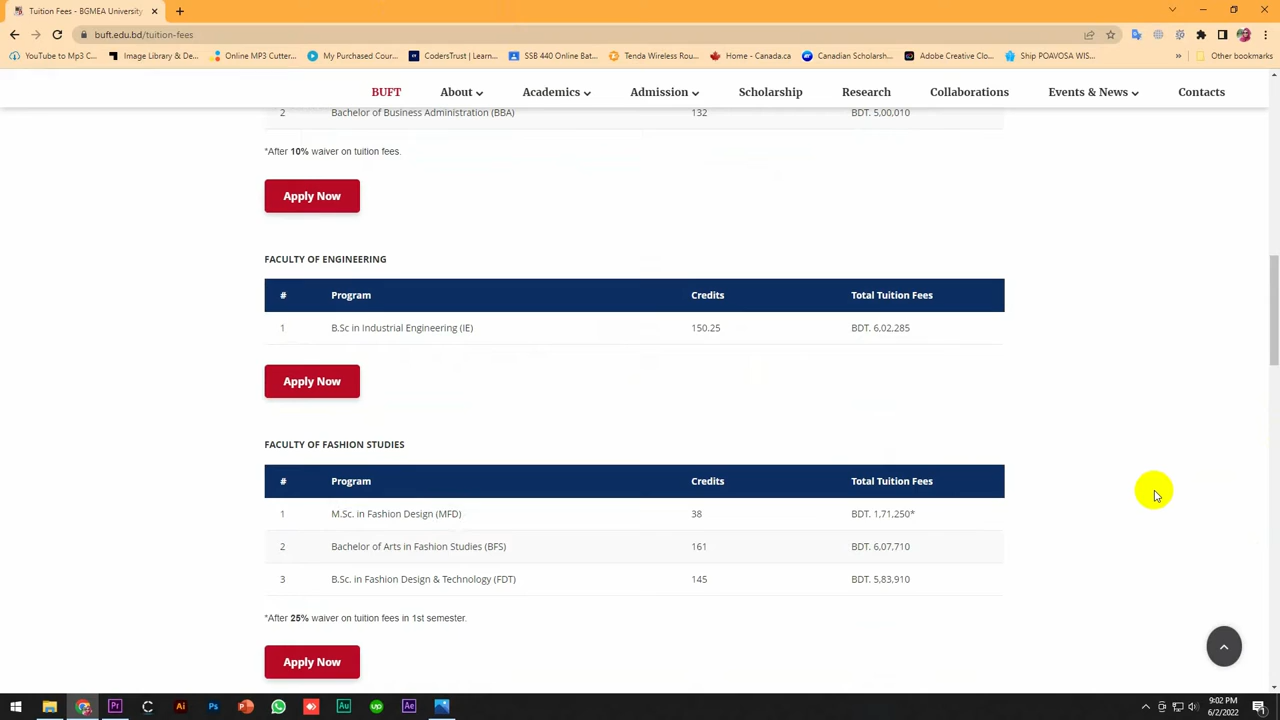 Tuition Fees - BGMEA University
buft.edu.bd/tuition-fees
YouTube to Mp3 C...
Image Library & De...
Online MP3 Cutter...
My Purchased Cour...
CodersTrust | Learn...
SSB 440 Online Bat...
Tenda Wireless Rou...
Home - Canada.ca
Canadian Scholarsh...
Adobe Creative Clo...
Ship POAVOSA WIS...
»
Other bookmarks
BUFT
About
Academics
Admission
Scholarship
Research
Collaborations
Events & News
Contacts
2 Bachelor of Business Administration (BBA) 132 BDT. 5,00,010
*After 10% waiver on tuition fees.
Apply Now
FACULTY OF ENGINEERING
# Program Credits Total Tuition Fees
1 B.Sc in Industrial Engineering (IE) 150.25 BDT. 6,02,285
Apply Now
FACULTY OF FASHION STUDIES
# Program Credits Total Tuition Fees
1 M.Sc. in Fashion Design (MFD) 38 BDT. 1,71,250*
2 Bachelor of Arts in Fashion Studies (BFS) 161 BDT. 6,07,710
3 B.Sc. in Fashion Design & Technology (FDT) 145 BDT. 5,83,910
*After 25% waiver on tuition fees in 1st semester.
Apply Now
Pr
C
Ai
Ps
P
Au
up
Ae
9:02 PM
6/2/2022